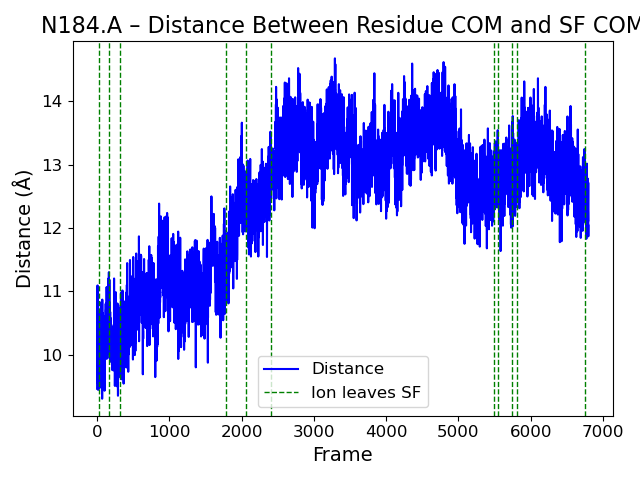 N184.A – Distance Between Residue COM and SF COM
Distance (Å)
14
13
12
11
10
Distance
Ion leaves SF
0 1000 2000 3000 4000 5000 6000 7000
Frame